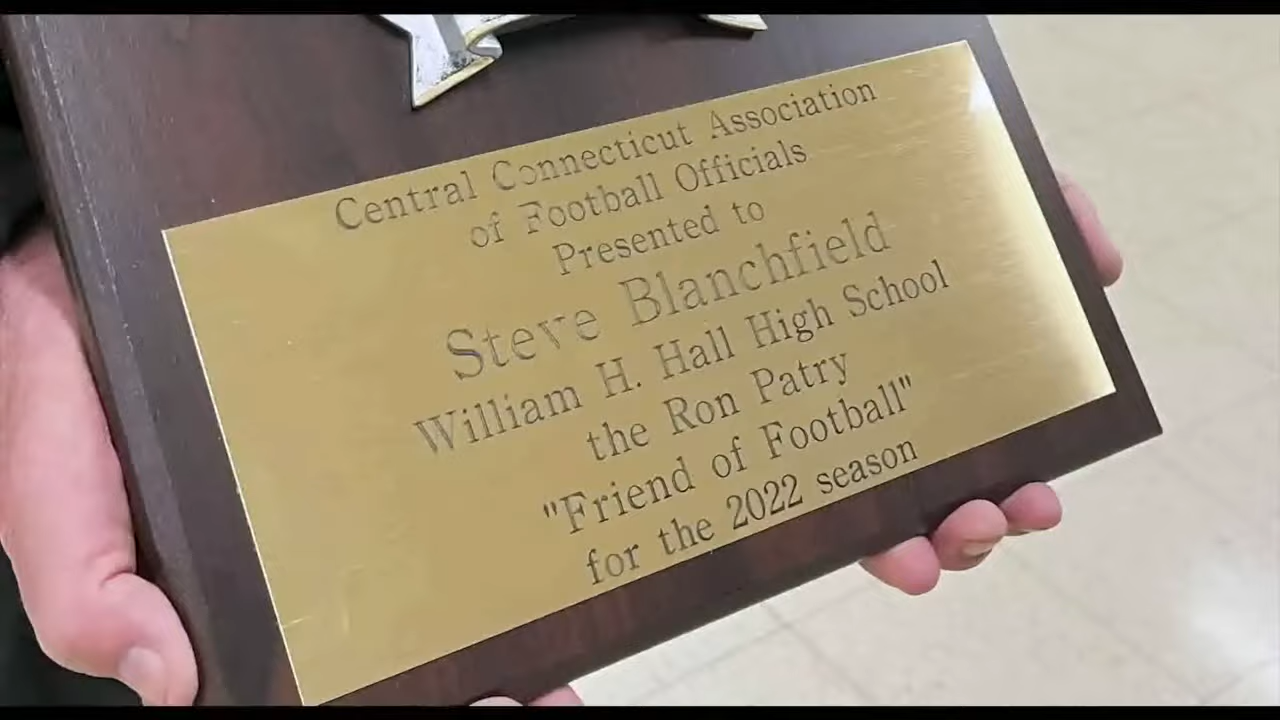 Central Connecticut Association
of Football Officials
Presented to
Steve Blanchfield
William H. Hall High School
the Ron Patry
"Friend of Football"
for the 2022 season